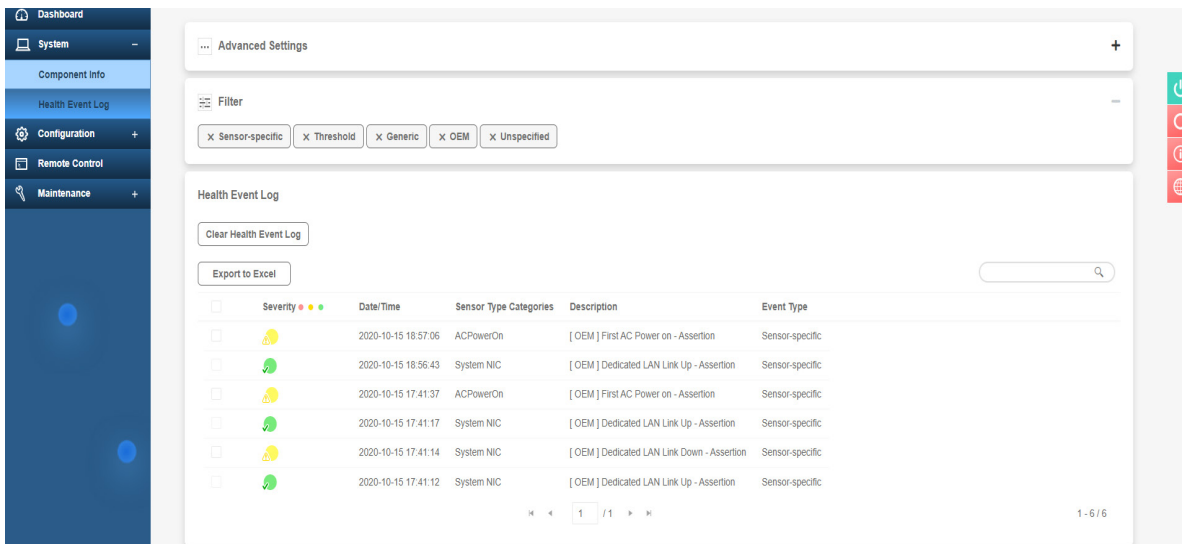 Dashboard
System −
Component Info
Health Event Log
Configuration +
Remote Control
Maintenance +
... Advanced Settings +
Filter −
x Sensor-specific x Threshold x Generic x OEM x Unspecified
Health Event Log
Clear Health Event Log
Export to Excel
Severity Date/Time Sensor Type Categories Description Event Type
2020-10-15 18:57:06 ACPowerOn [ OEM ] First AC Power on - Assertion Sensor-specific
2020-10-15 18:56:43 System NIC [ OEM ] Dedicated LAN Link Up - Assertion Sensor-specific
2020-10-15 17:41:37 ACPowerOn [ OEM ] First AC Power on - Assertion Sensor-specific
2020-10-15 17:41:17 System NIC [ OEM ] Dedicated LAN Link Up - Assertion Sensor-specific
2020-10-15 17:41:14 System NIC [ OEM ] Dedicated LAN Link Down - Assertion Sensor-specific
2020-10-15 17:41:12 System NIC [ OEM ] Dedicated LAN Link Up - Assertion Sensor-specific
1 / 1 1 - 6 / 6